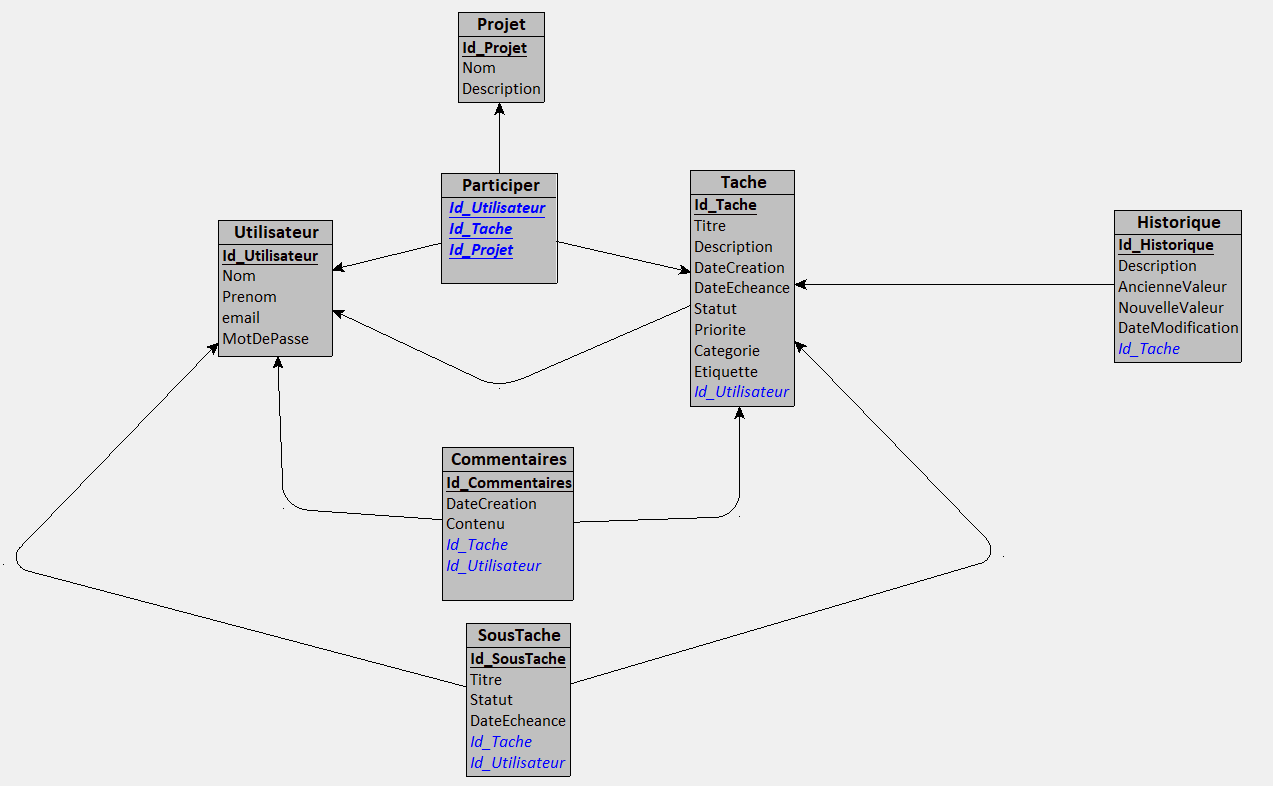 Projet
Id_Projet
Nom
Description
Participer
Id_Utilisateur
Id_Tache
Id_Projet
Tache
Id_Tache
Titre
Description
DateCreation
DateEcheance
Statut
Priorite
Categorie
Etiquette
Id_Utilisateur
Utilisateur
Id_Utilisateur
Nom
Prenom
email
MotDePasse
Historique
Id_Historique
Description
AncienneValeur
NouvelleValeur
DateModification
Id_Tache
Commentaires
Id_Commentaires
DateCreation
Contenu
Id_Tache
Id_Utilisateur
SousTache
Id_SousTache
Titre
Statut
DateEcheance
Id_Tache
Id_Utilisateur